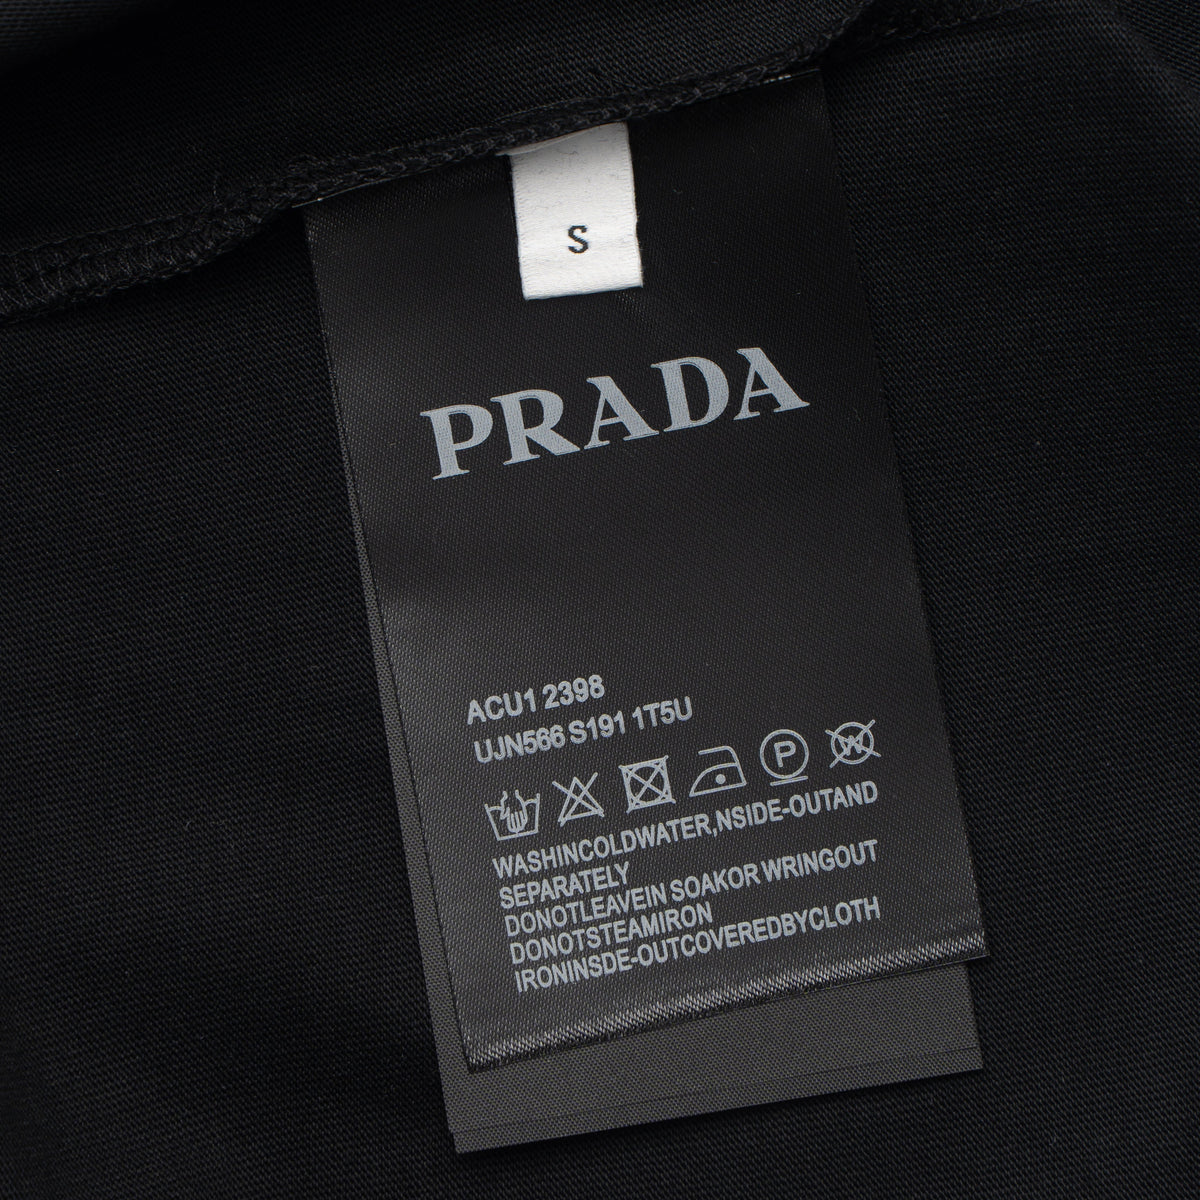 S
PRADA
ACU1 2398
UJN566 S191 1T5U
P W
WASHINCOLDWATER,NSIDE-OUTAND
SEPARATELY
DONOTLEAVEIN SOAKOR WRINGOUT
DONOTSTEAMIRON
IRONINSDE-OUTCOVEREDBYCLOTH